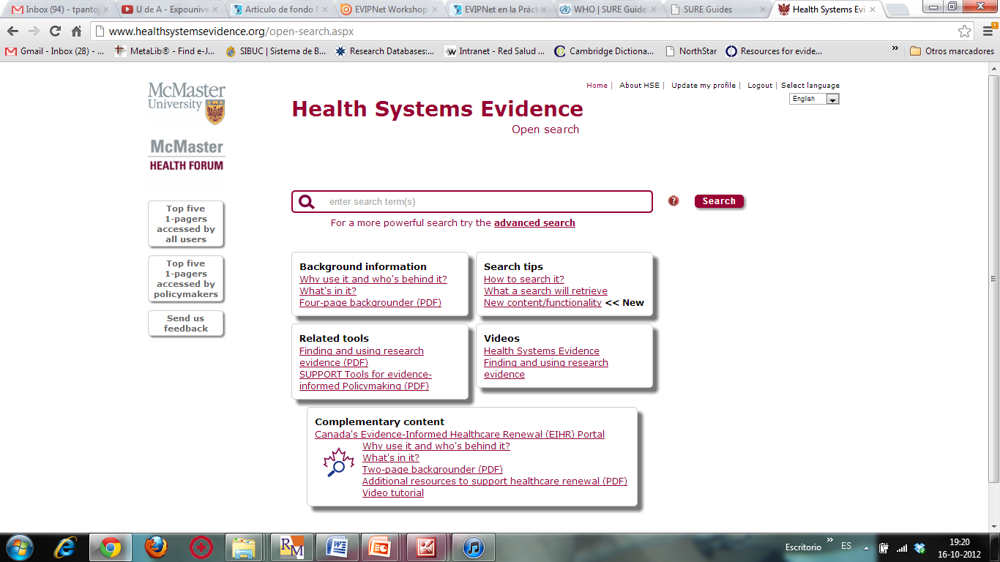 Inbox (94) - tpantoj
U de A - Expounive
Artículo de fondo
EVIPNet Workshop
EVIPNet en la Práct
WHO | SURE Guide
SURE Guides
Health Systems Evi
www.healthsystemsevidence.org/open-search.aspx
Gmail - Inbox (28) - ...
MetaLib® - Find e-J...
SIBUC | Sistema de B...
Research Databases:...
Intranet - Red Salud ...
Cambridge Dictiona...
NorthStar
Resources for evide...
»
Otros marcadores
McMaster
University
Home | About HSE | Update my profile | Logout | Select language
English
Health Systems Evidence
Open search
McMaster
HEALTH FORUM
enter search term(s)
?
Search
For a more powerful search try the advanced search
Top five
1-pagers
accessed by
all users
Top five
1-pagers
accessed by
policymakers
Send us
feedback
Background information
Why use it and who's behind it?
What's in it?
Four-page backgrounder (PDF)
Search tips
How to search it?
What a search will retrieve
New content/functionality << New
Related tools
Finding and using research
evidence (PDF)
SUPPORT Tools for evidence-
informed Policymaking (PDF)
Videos
Health Systems Evidence
Finding and using research
evidence
Complementary content
Canada's Evidence-Informed Healthcare Renewal (EIHR) Portal
Why use it and who's behind it?
What's in it?
Two-page backgrounder (PDF)
Additional resources to support healthcare renewal (PDF)
Video tutorial
RM
Escritorio
»
ES
19:20
16-10-2012